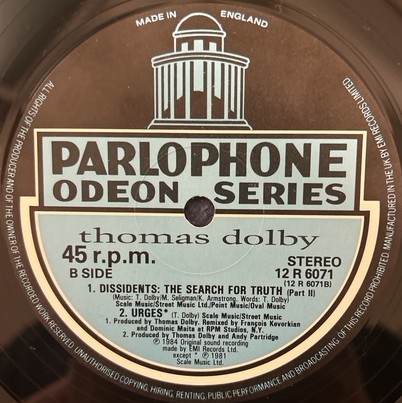 MADE IN ENGLAND
ALL RIGHTS OF THE PRODUCER AND OF THE OWNER OF THE RECORDED WORK RESERVED. UNAUTHORISED COPYING, HIRING, RENTING, PUBLIC PERFORMANCE AND BROADCASTING OF THIS RECORD PROHIBITED. MANUFACTURED IN THE UK BY EMI RECORDS LIMITED
PARLOPHONE
ODEON SERIES
thomas dolby
45 r.p.m.
B SIDE
STEREO
12 R 6071
(12 R 6071B)
1. DISSIDENTS: THE SEARCH FOR TRUTH (Part II)
(Music: T. Dolby/M. Seligman/K. Armstrong. Words: T. Dolby)
Scale Music/Street Music Ltd./Point Music/Oval Music
2. URGES* (T. Dolby) Scale Music/Street Music
1. Produced by Thomas Dolby. Remixed by François Kevorkian
and Dominic Maita at RPM Studios, N.Y.
2. Produced by Thomas Dolby and Andy Partridge
℗ 1984 Original sound recording
made by EMI Records Ltd.
except * ℗ 1981
Scale Music Ltd.